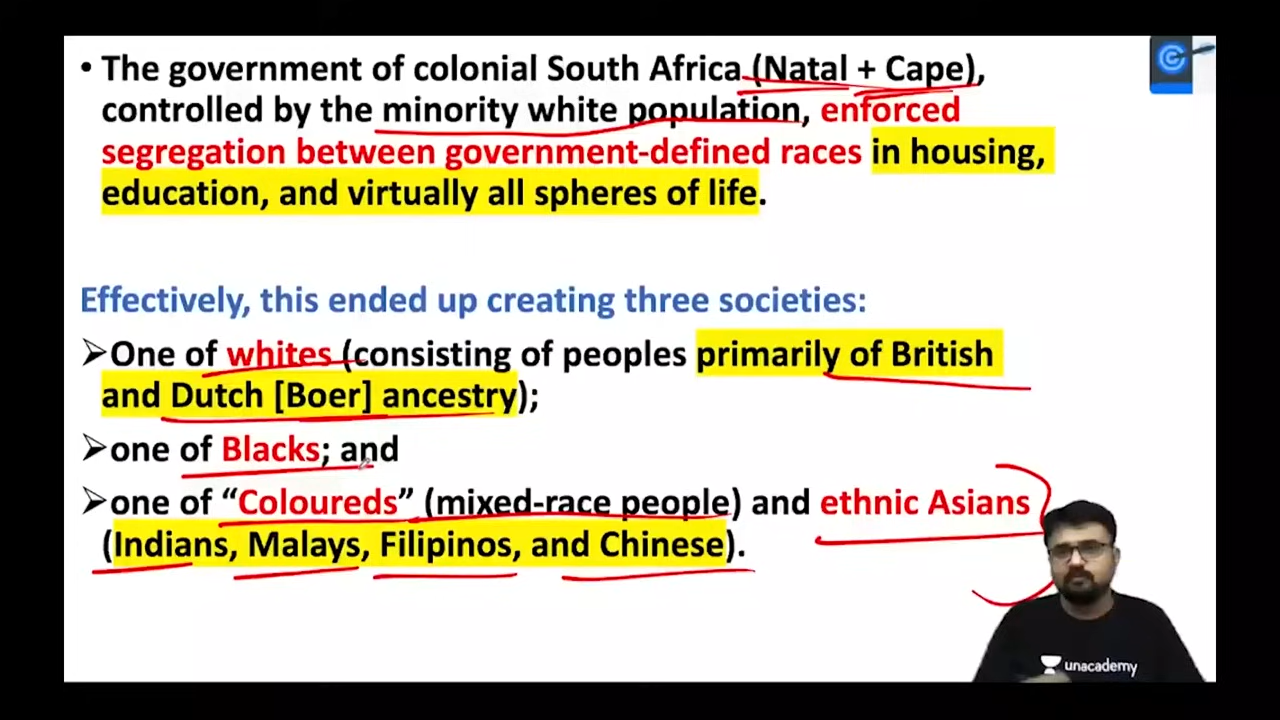 • The government of colonial South Africa (Natal + Cape),
controlled by the minority white population, enforced
segregation between government-defined races in housing,
education, and virtually all spheres of life.
Effectively, this ended up creating three societies:
➢One of whites (consisting of peoples primarily of British
and Dutch [Boer] ancestry);
➢one of Blacks; and
➢one of “Coloureds” (mixed-race people) and ethnic Asians
(Indians, Malays, Filipinos, and Chinese).
unacademy